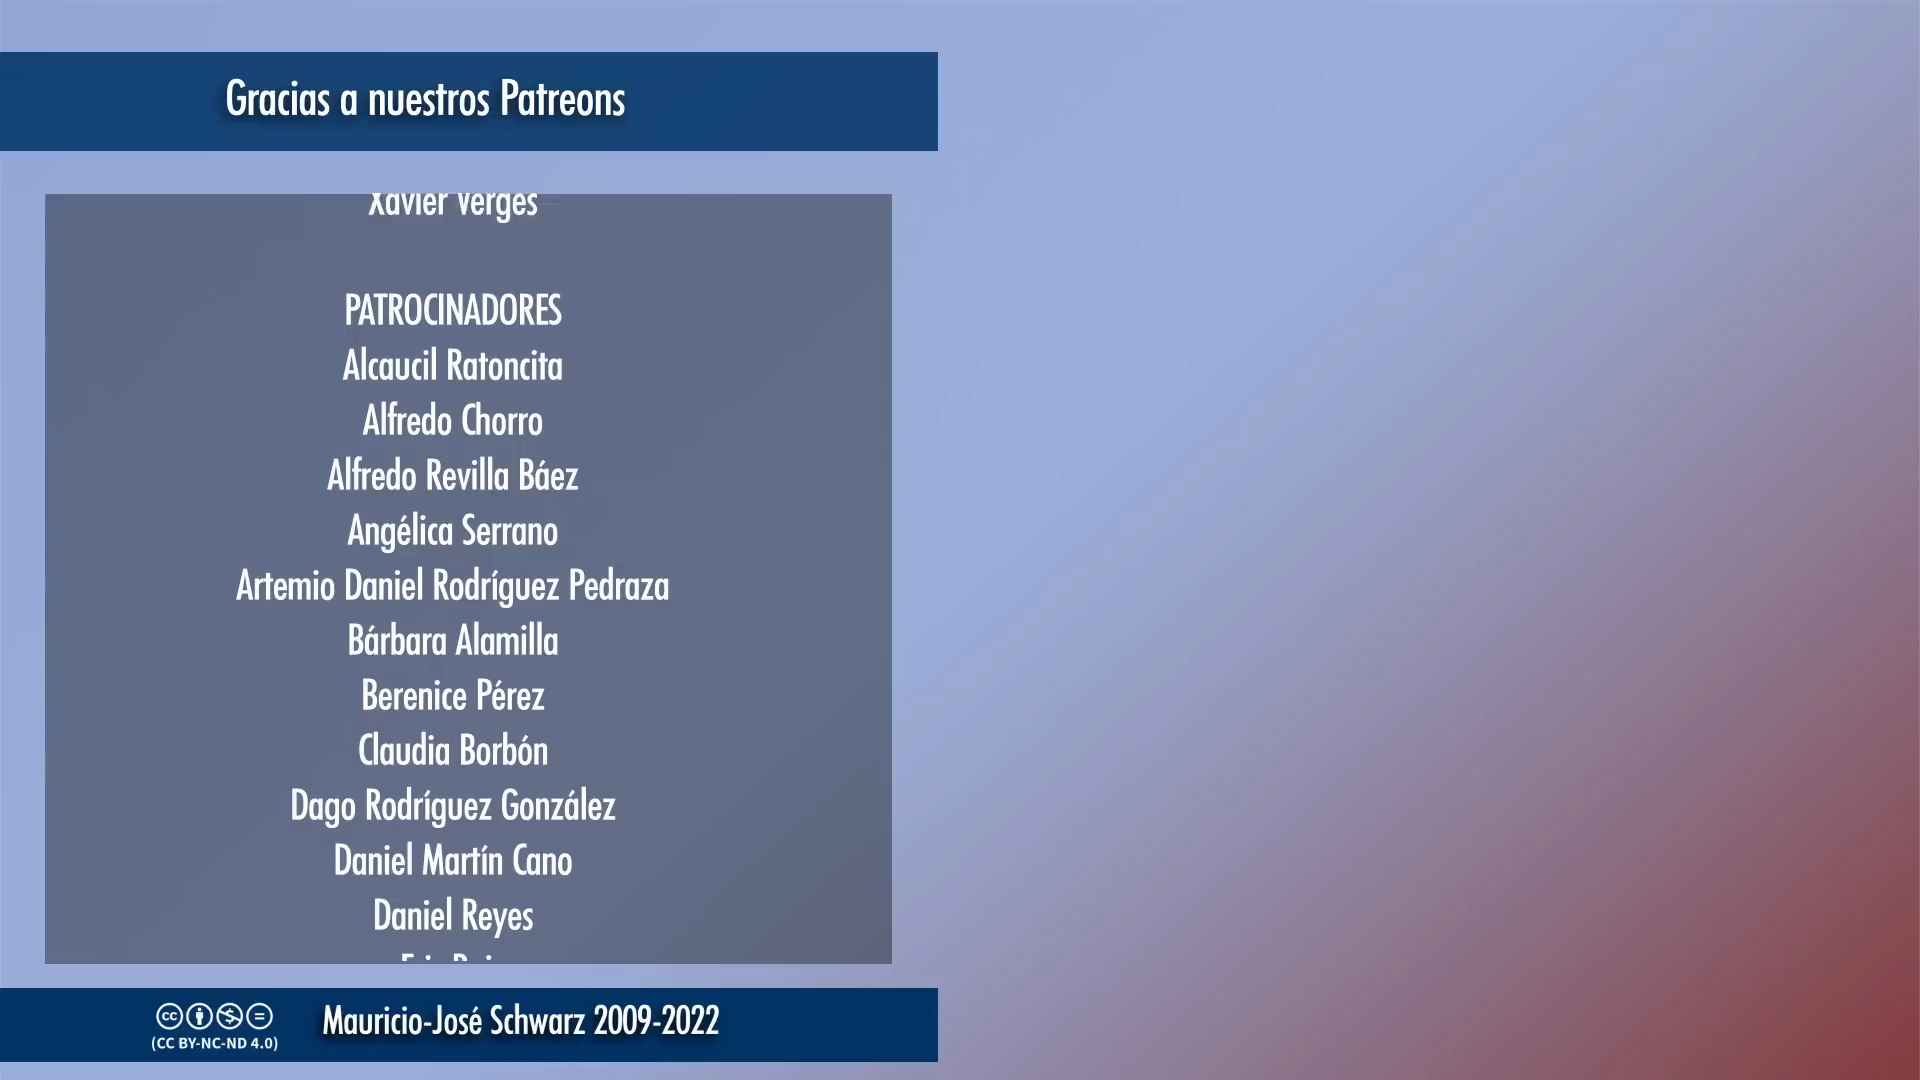 Gracias a nuestros Patreons
Xavier Verges
PATROCINADORES
Alcaucil Ratoncita
Alfredo Chorro
Alfredo Revilla Báez
Angélica Serrano
Artemio Daniel Rodríguez Pedraza
Bárbara Alamilla
Berenice Pérez
Claudia Borbón
Dago Rodríguez González
Daniel Martín Cano
Daniel Reyes
(CC BY-NC-ND 4.0)
Mauricio-José Schwarz 2009-2022